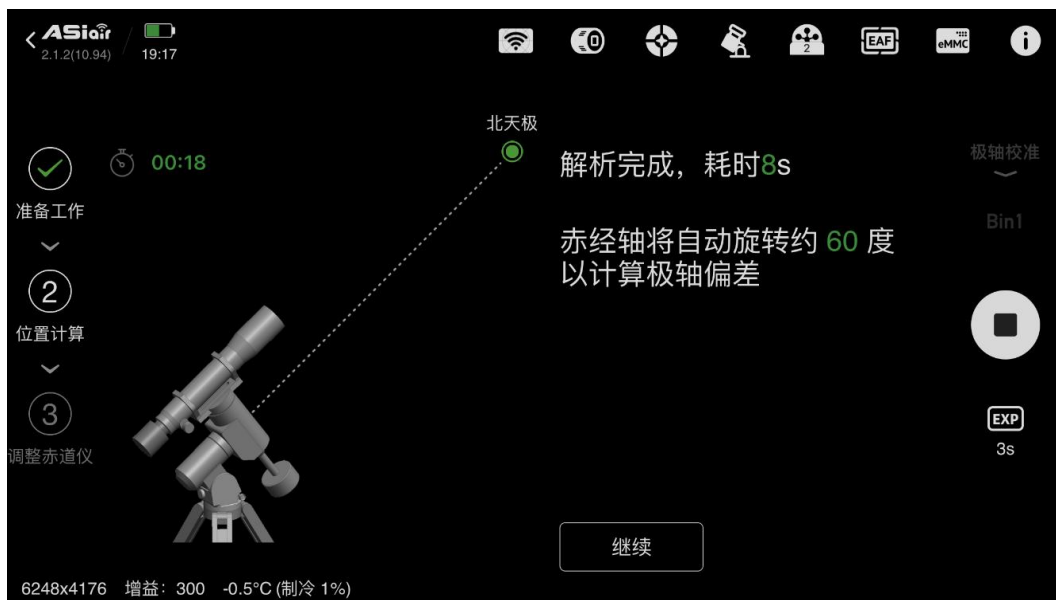 ASiair
2.1.2(10.94)
19:17
2
EAF
eMMC
北天极
00:18
准备工作
2
位置计算
3
调整赤道仪
解析完成，耗时8s
赤经轴将自动旋转约 60 度
以计算极轴偏差
继续
极轴校准
Bin1
EXP
3s
6248x4176 增益：300 -0.5°C (制冷 1%)